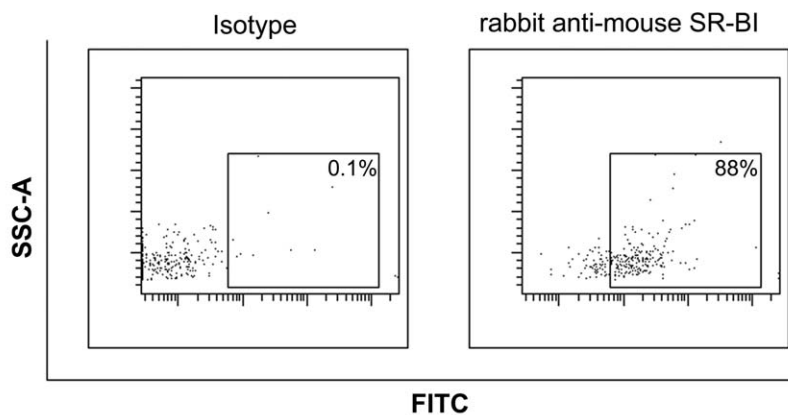 Isotype
rabbit anti-mouse SR-BI
0.1%
88%
SSC-A
FITC